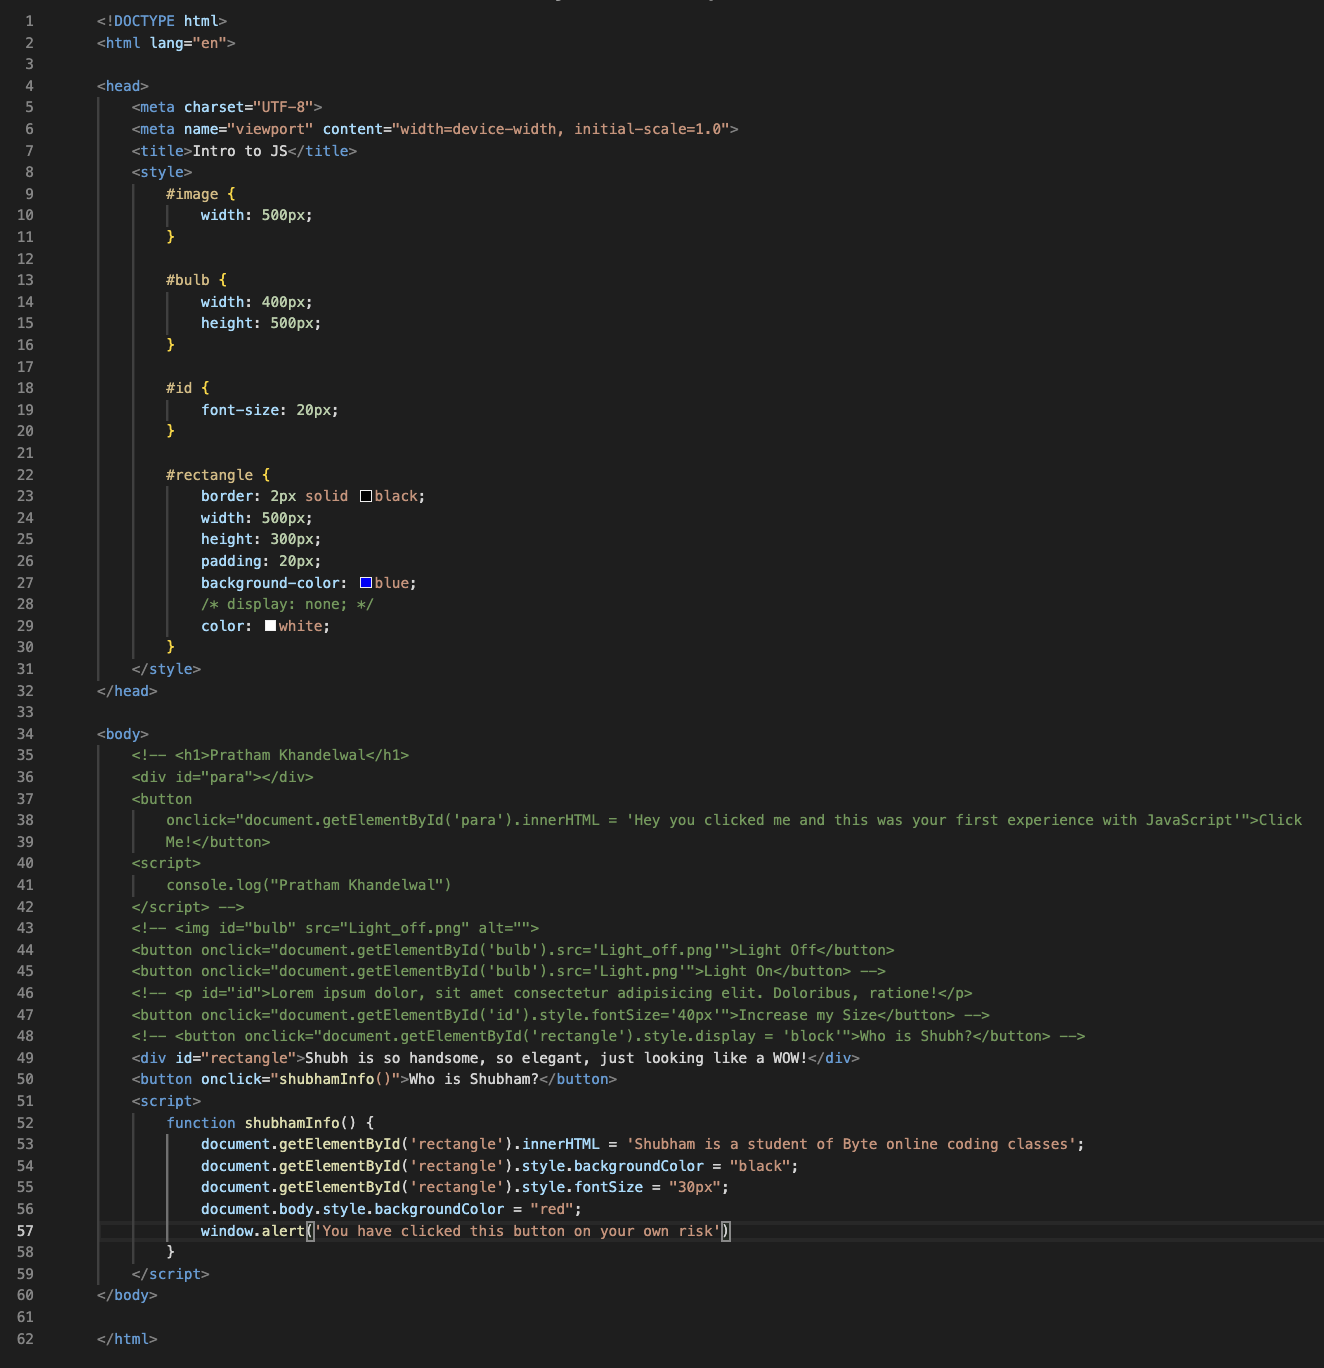 1 <!DOCTYPE html>
2 <html lang="en">
3
4 <head>
5     <meta charset="UTF-8">
6     <meta name="viewport" content="width=device-width, initial-scale=1.0">
7     <title>Intro to JS</title>
8     <style>
9         #image {
10             width: 500px;
11         }
12
13         #bulb {
14             width: 400px;
15             height: 500px;
16         }
17
18         #id {
19             font-size: 20px;
20         }
21
22         #rectangle {
23             border: 2px solid black;
24             width: 500px;
25             height: 300px;
26             padding: 20px;
27             background-color: blue;
28             /* display: none; */
29             color: white;
30         }
31     </style>
32 </head>
33
34 <body>
35     <!-- <h1>Pratham Khandelwal</h1>
36     <div id="para"></div>
37     <button
38         onclick="document.getElementById('para').innerHTML = 'Hey you clicked me and this was your first experience with JavaScript'">Click
39         Me!</button>
40     <script>
41         console.log("Pratham Khandelwal")
42     </script> -->
43     <!-- <img id="bulb" src="Light_off.png" alt="">
44     <button onclick="document.getElementById('bulb').src='Light_off.png'">Light Off</button>
45     <button onclick="document.getElementById('bulb').src='Light.png'">Light On</button> -->
46     <!-- <p id="id">Lorem ipsum dolor, sit amet consectetur adipisicing elit. Doloribus, ratione!</p>
47     <button onclick="document.getElementById('id').style.fontSize='40px'">Increase my Size</button> -->
48     <!-- <button onclick="document.getElementById('rectangle').style.display = 'block'">Who is Shubh?</button> -->
49     <div id="rectangle">Shubh is so handsome, so elegant, just looking like a WOW!</div>
50     <button onclick="shubhamInfo()">Who is Shubham?</button>
51     <script>
52         function shubhamInfo() {
53             document.getElementById('rectangle').innerHTML = 'Shubham is a student of Byte online coding classes';
54             document.getElementById('rectangle').style.backgroundColor = "black";
55             document.getElementById('rectangle').style.fontSize = "30px";
56             document.body.style.backgroundColor = "red";
57             window.alert('You have clicked this button on your own risk')
58         }
59     </script>
60 </body>
61
62 </html>